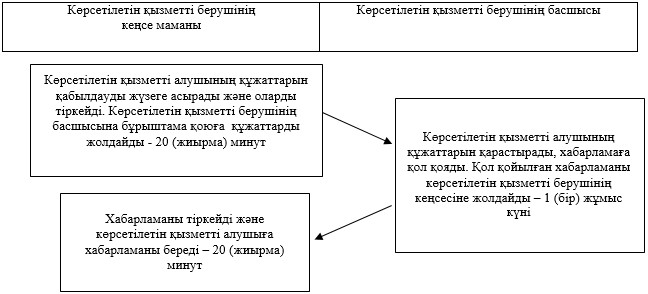 Көрсетілетін қызметті берушінің
кеңсе маманы
Көрсетілетін қызметті берушінің басшысы
Көрсетілетін қызметті алушының құжаттарын
қабылдауды жүзеге асырады және оларды
тіркейді. Көрсетілетін қызметті берушінің
басшысына бұрыштама қоюға құжаттарды
жолдайды - 20 (жиырма) минут
Көрсетілетін қызметті алушының
құжаттарын қарастырады, хабарламаға
қол қояды. Қол қойылған хабарламаны
көрсетілетін қызметті берушінің
кеңсесіне жолдайды – 1 (бір) жұмыс
күні
Хабарламаны тіркейді және
көрсетілетін қызметті алушыға
хабарламаны береді – 20 (жиырма)
минут